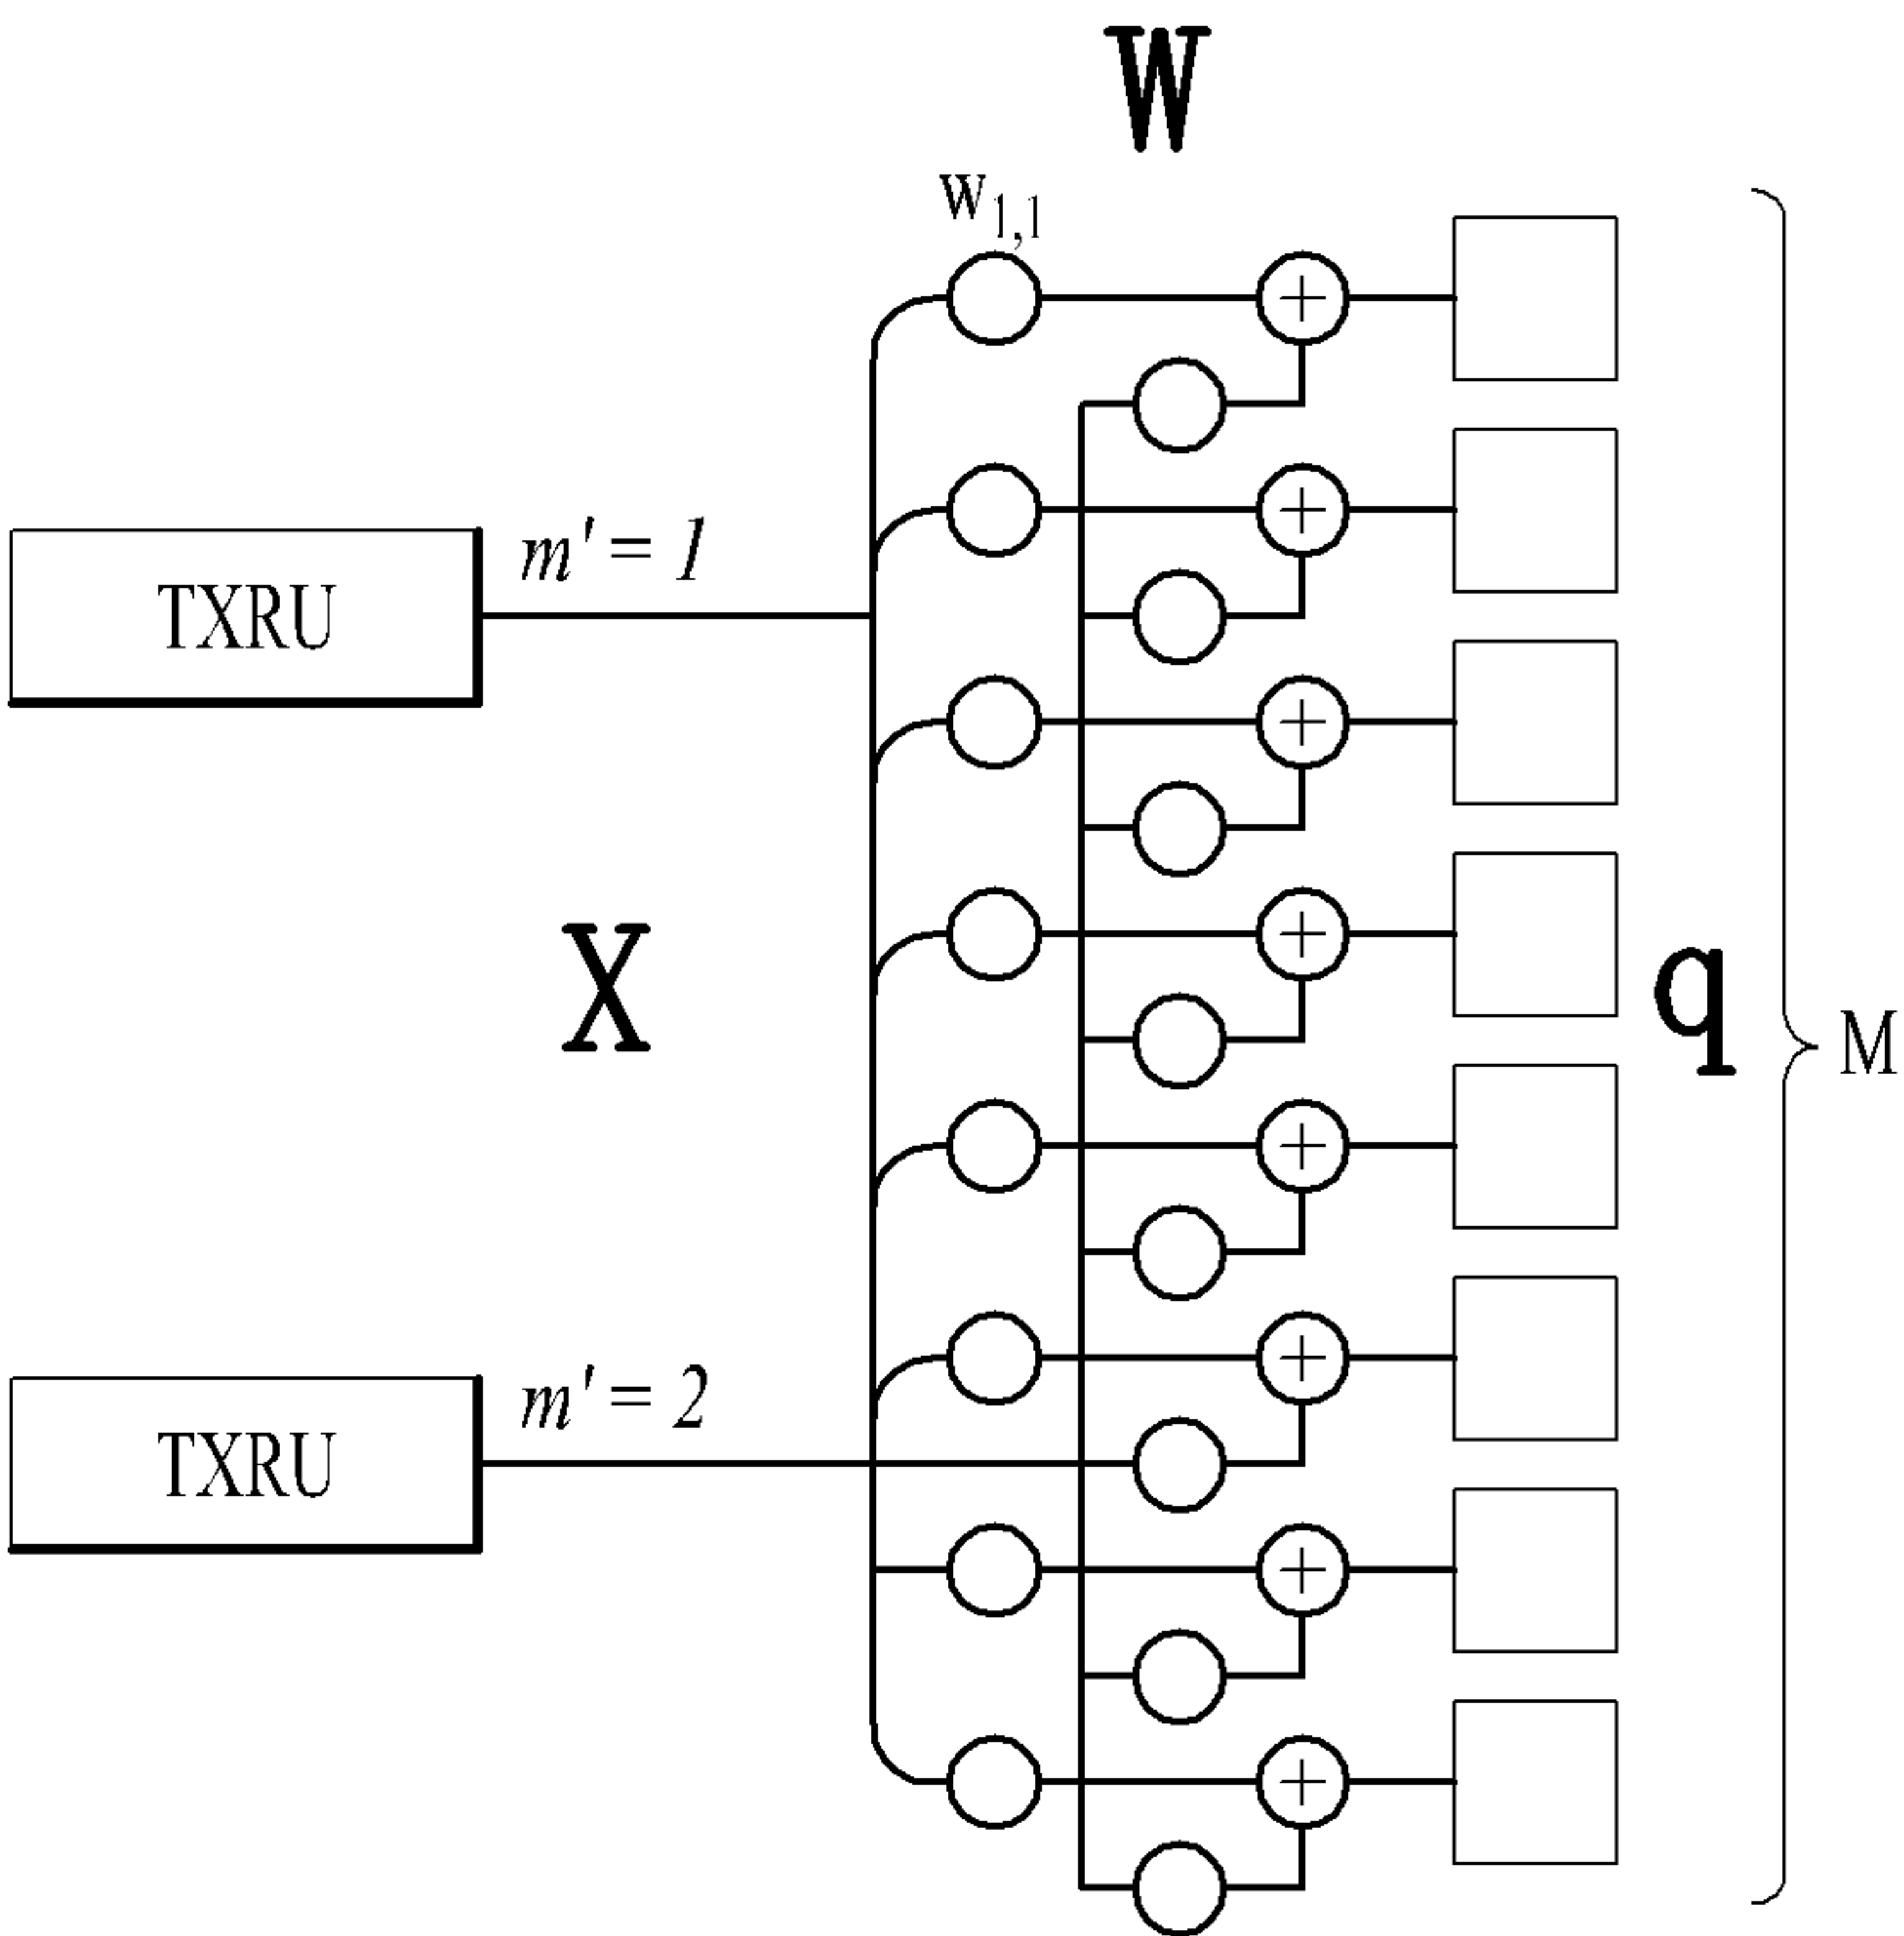 W
w1,1
m' = 1
TXRU
X
q
M
m' = 2
TXRU